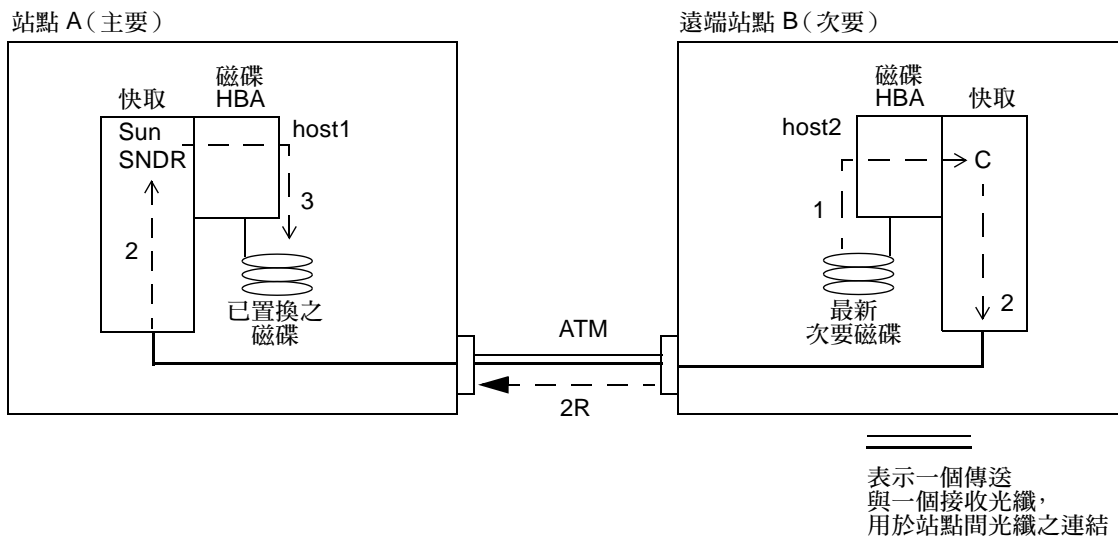 站點 A（主要）
遠端站點 B（次要）
快取
磁碟
HBA
磁碟
HBA
快取
Sun
SNDR
host1
host2
C
3
1
2
2
已置換之
磁碟
最新
次要磁碟
ATM
2R
表示一個傳送
與一個接收光纖，
用於站點間光纖之連結